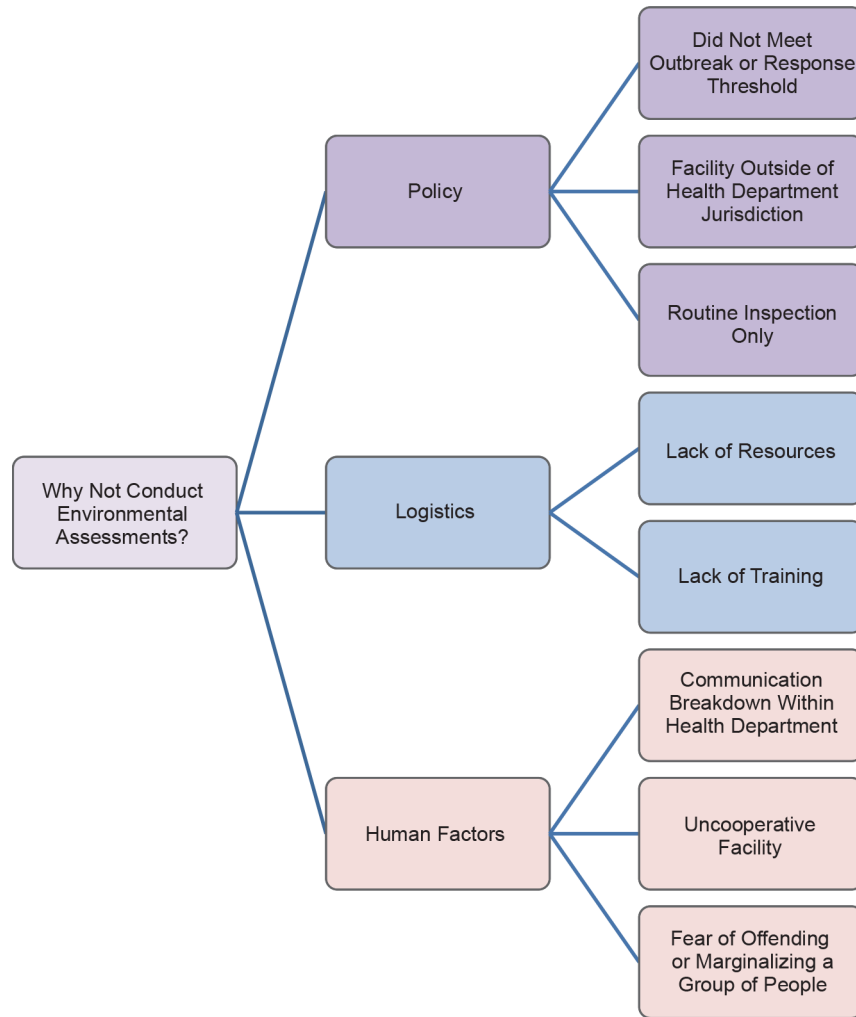 Did Not Meet
Outbreak or Response
Threshold
Policy
Facility Outside of
Health Department
Jurisdiction
Routine Inspection
Only
Why Not Conduct
Environmental
Assessments?
Logistics
Lack of Resources
Lack of Training
Human Factors
Communication
Breakdown Within
Health Department
Uncooperative
Facility
Fear of Offending
or Marginalizing a
Group of People